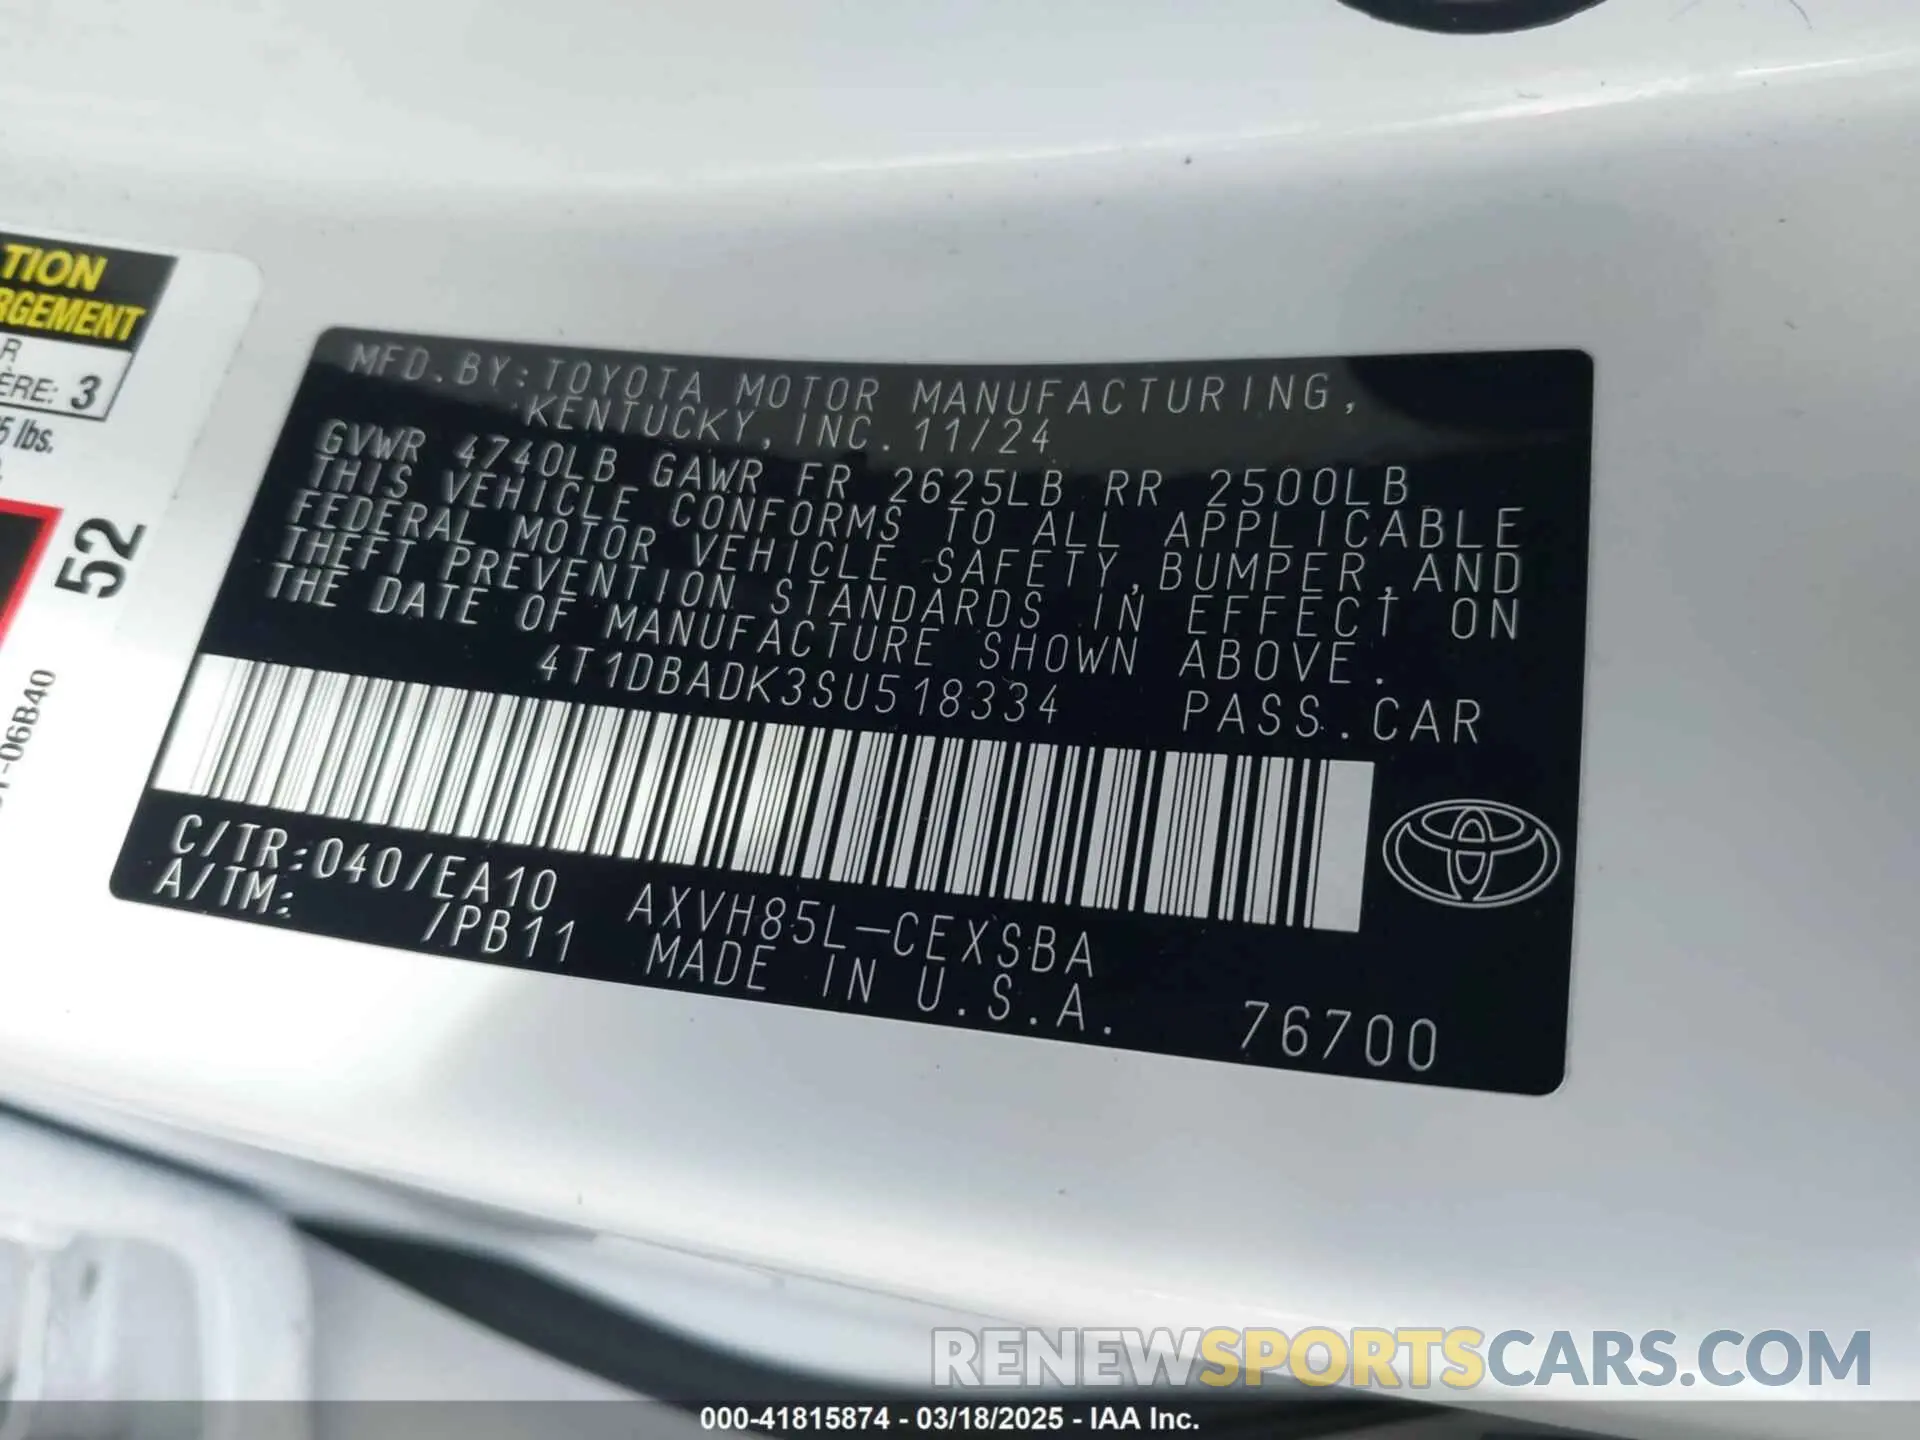 TION
RGEMENT
R
ÈRE: 3
5 lbs.
52
-06B40
MFD.BY:TOYOTA MOTOR MANUFACTURING,
KENTUCKY,INC.11/24
GVWR 4740LB GAWR FR 2625LB RR 2500LB
THIS VEHICLE CONFORMS TO ALL APPLICABLE
FEDERAL MOTOR VEHICLE SAFETY,BUMPER,AND
THEFT PREVENTION STANDARDS IN EFFECT ON
THE DATE OF MANUFACTURE SHOWN ABOVE.
4T1DBADK3SU518334 PASS.CAR
C/TR:040/EA10 AXVH85L-CEXSBA
A/TM: /PB11 MADE IN U.S.A. 76700
RENEWSPORTSCARS.COM
000-41815874 - 03/18/2025 - IAA Inc.